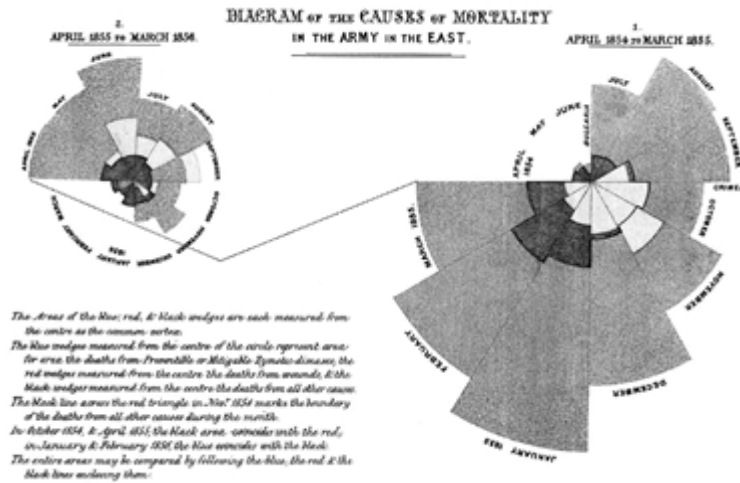 DIAGRAM OF THE CAUSES OF MORTALITY
IN THE ARMY IN THE EAST.
2.
APRIL 1855 TO MARCH 1856.
1.
APRIL 1854 TO MARCH 1855.
APRIL 1855
MAY
JUNE
JULY
AUGUST
SEPTEMBER
OCTOBER
NOVEMBER
DECEMBER
JANUARY
1856
FEBRUARY
MARCH
APRIL
1854
MAY
JUNE
JULY
AUGUST
SEPTEMBER
OCTOBER
NOVEMBER
DECEMBER
JANUARY 1855
FEBRUARY
MARCH 1855.
The Areas of the blue, red, & black wedges are each measured from
the centre as the common vertex.
The blue wedges measured from the centre of the circle represent area
for area the deaths from Preventible or Mitigable Zymotic diseases, the
red wedges measured from the centre the deaths from wounds, & the
black wedges measured from the centre the deaths from all other causes.
The black line across the red triangle in Nov.r 1854 marks the boundary
of the deaths from all other causes during the month.
In October 1854, & April 1855, the black area coincides with the red,
in January & February 1856, the blue coincides with the black.
The entire areas may be compared by following the blue, the red & the
black lines enclosing them.